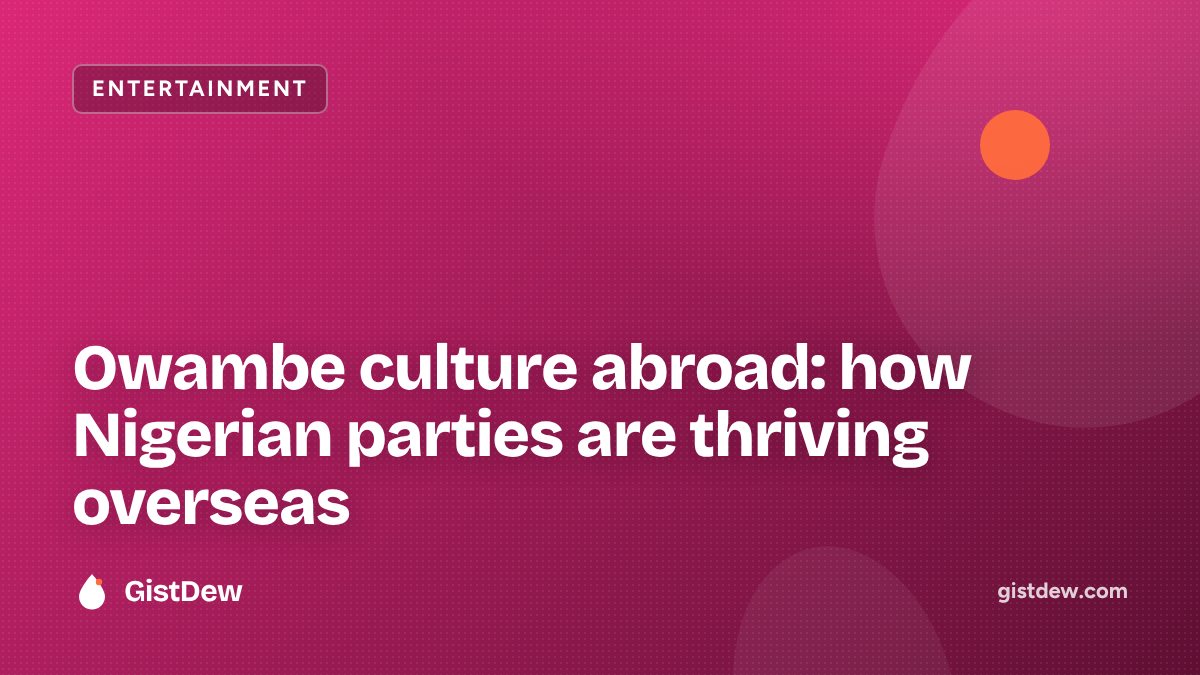 ENTERTAINMENT
Owambe culture abroad: how
Nigerian parties are thriving
overseas
GistDew
gistdew.com